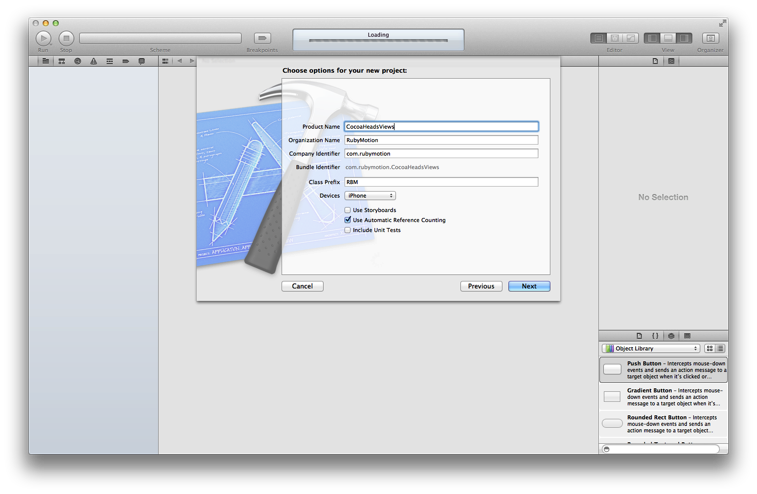 Loading
Run
Stop
Scheme
Breakpoints
Editor
View
Organizer
Choose options for your new project:
Product Name CocoaHeadsViews
Organization Name RubyMotion
Company Identifier com.rubymotion
Bundle Identifier com.rubymotion.CocoaHeadsViews
Class Prefix RBM
Devices iPhone
Use Storyboards
Use Automatic Reference Counting
Include Unit Tests
Cancel
Previous
Next
No Selection
Object Library
Push Button - Intercepts mouse-down
events and sends an action message to a
target object when it's clicked or...
Gradient Button - Intercepts mouse-
down events and sends an action
message to a target object when it's...
Rounded Rect Button - Intercepts
mouse-down events and sends an
action message to a target object...